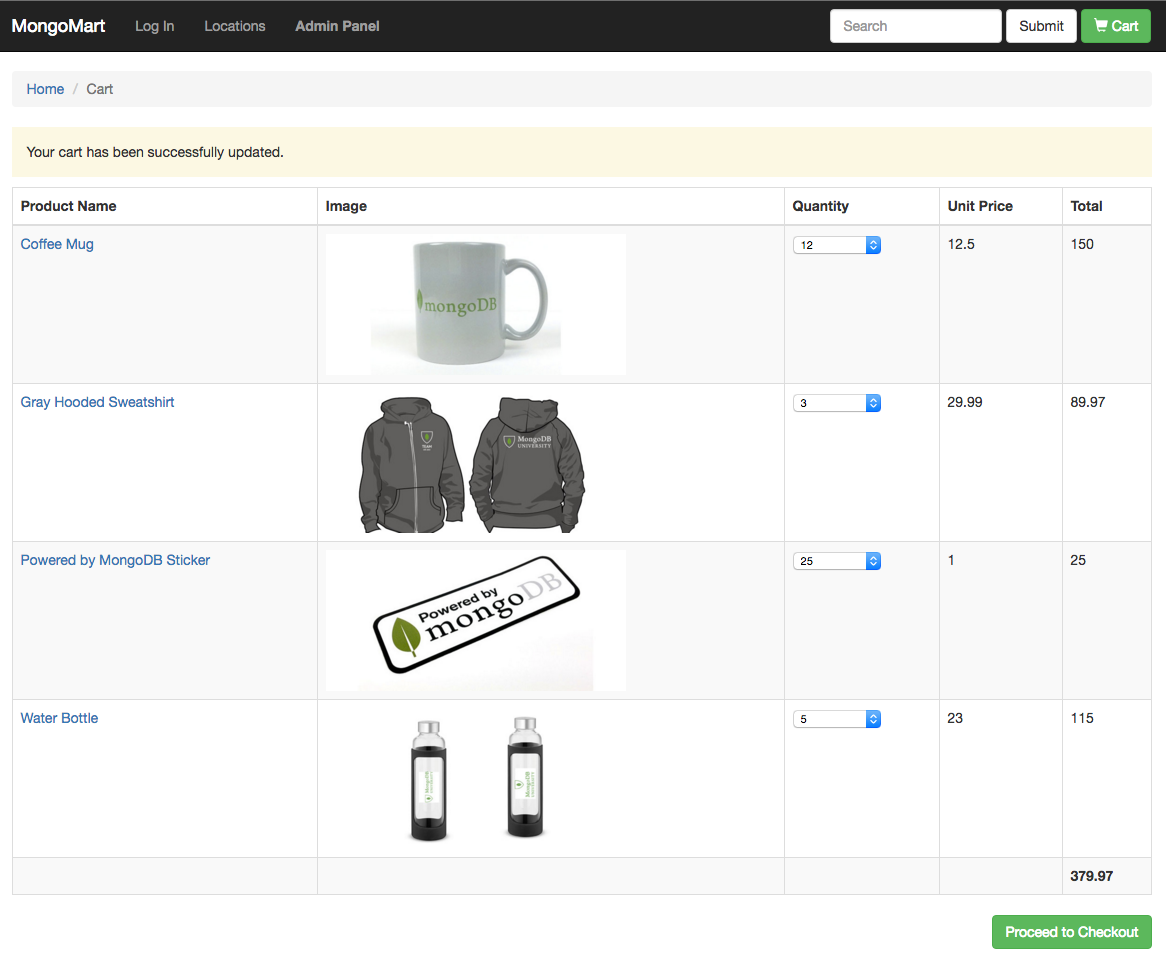 MongoMart Log In Locations Admin Panel Search Submit Cart
Home / Cart
Your cart has been successfully updated.
Product Name Image Quantity Unit Price Total
Coffee Mug 12 12.5 150
mongoDB
Gray Hooded Sweatshirt 3 29.99 89.97
TEAM
MongoDB
UNIVERSITY
Powered by MongoDB Sticker 25 1 25
Powered by
mongoDB
Water Bottle 5 23 115
MongoDB
MongoDB
379.97
Proceed to Checkout